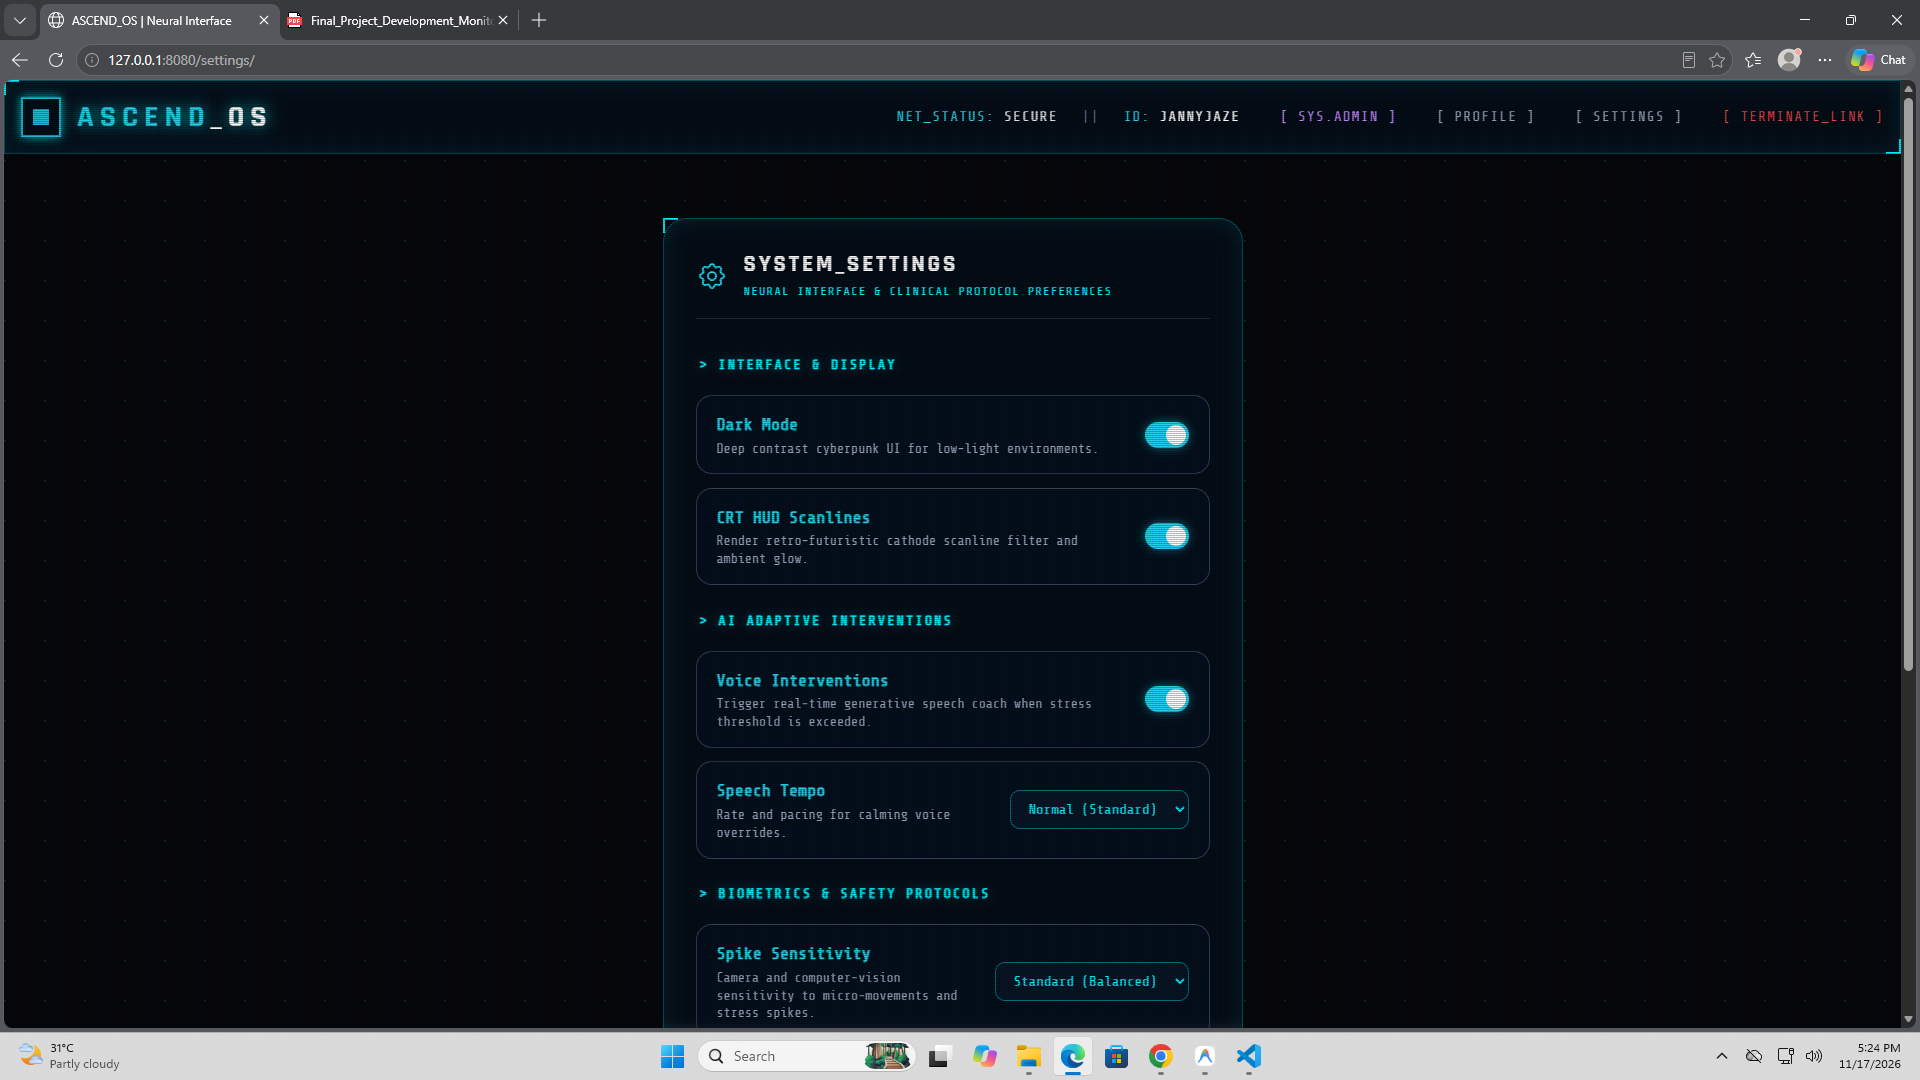 ASCEND_OS | Neural Interface
Final_Project_Development_Monito
127.0.0.1:8080/settings/
Chat
ASCEND_OS
NET_STATUS: SECURE || ID: JANNYJAZE [ SYS.ADMIN ] [ PROFILE ] [ SETTINGS ] [ TERMINATE_LINK ]
SYSTEM_SETTINGS
NEURAL INTERFACE & CLINICAL PROTOCOL PREFERENCES
> INTERFACE & DISPLAY
Dark Mode
Deep contrast cyberpunk UI for low-light environments.
CRT HUD Scanlines
Render retro-futuristic cathode scanline filter and
ambient glow.
> AI ADAPTIVE INTERVENTIONS
Voice Interventions
Trigger real-time generative speech coach when stress
threshold is exceeded.
Speech Tempo
Rate and pacing for calming voice
overrides.
Normal (Standard)
> BIOMETRICS & SAFETY PROTOCOLS
Spike Sensitivity
Camera and computer-vision
sensitivity to micro-movements and
stress spikes.
Standard (Balanced)
31°C
Partly cloudy
Search
5:24 PM
11/17/2026